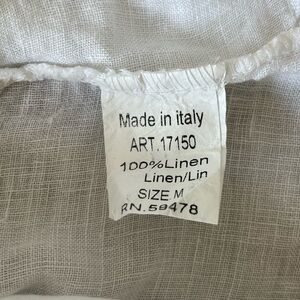 Made in italy
ART.17150
100%Linen
Linen/Lin
SIZE M
RN.59478